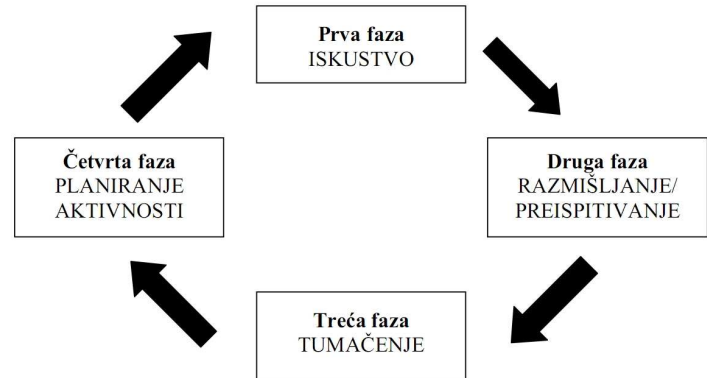 Prva faza
ISKUSTVO
Druga faza
RAZMIŠLJANJE/
PREISPITIVANJE
Treća faza
TUMAČENJE
Četvrta faza
PLANIRANJE
AKTIVNOSTI